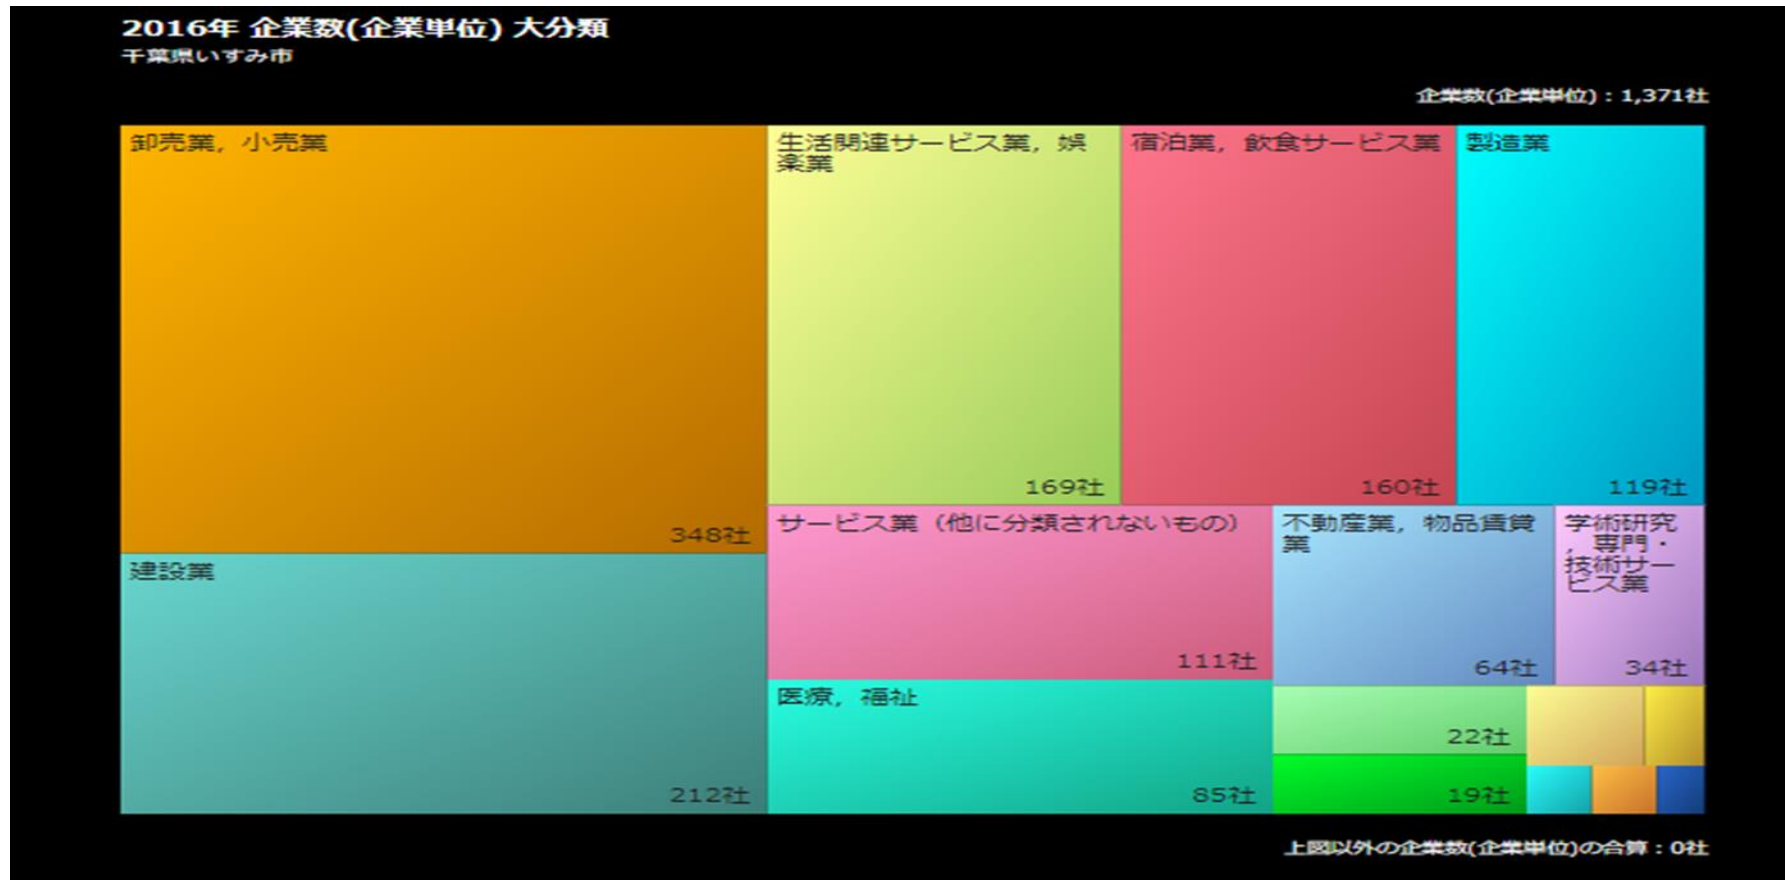 2016年 企業数(企業単位) 大分類
千葉県いすみ市
企業数(企業単位) : 1,371社
卸売業，小売業
348社
建設業
212社
生活関連サービス業，娯
楽業
169社
宿泊業，飲食サービス業
160社
製造業
119社
サービス業（他に分類されないもの）
111社
医療，福祉
85社
不動産業，物品賃貸
業
64社
学術研究
，専門・
技術サー
ビス業
34社
22社
19社
上図以外の企業数(企業単位)の合算 : 0社